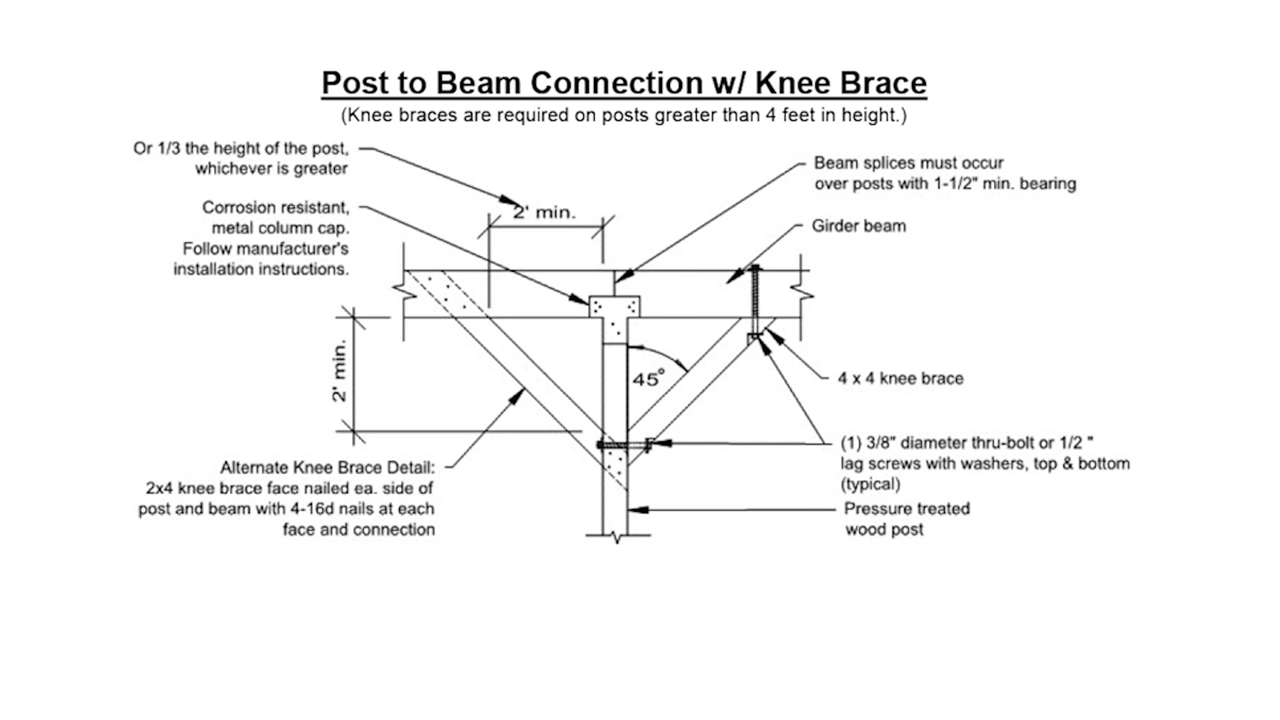 Post to Beam Connection w/ Knee Brace
(Knee braces are required on posts greater than 4 feet in height.)
Or 1/3 the height of the post,
whichever is greater
Corrosion resistant,
metal column cap.
Follow manufacturer's
installation instructions.
2' min.
Beam splices must occur
over posts with 1-1/2" min. bearing
Girder beam
2' min.
45°
4 x 4 knee brace
Alternate Knee Brace Detail:
2x4 knee brace face nailed ea. side of
post and beam with 4-16d nails at each
face and connection
(1) 3/8" diameter thru-bolt or 1/2 "
lag screws with washers, top & bottom
(typical)
Pressure treated
wood post